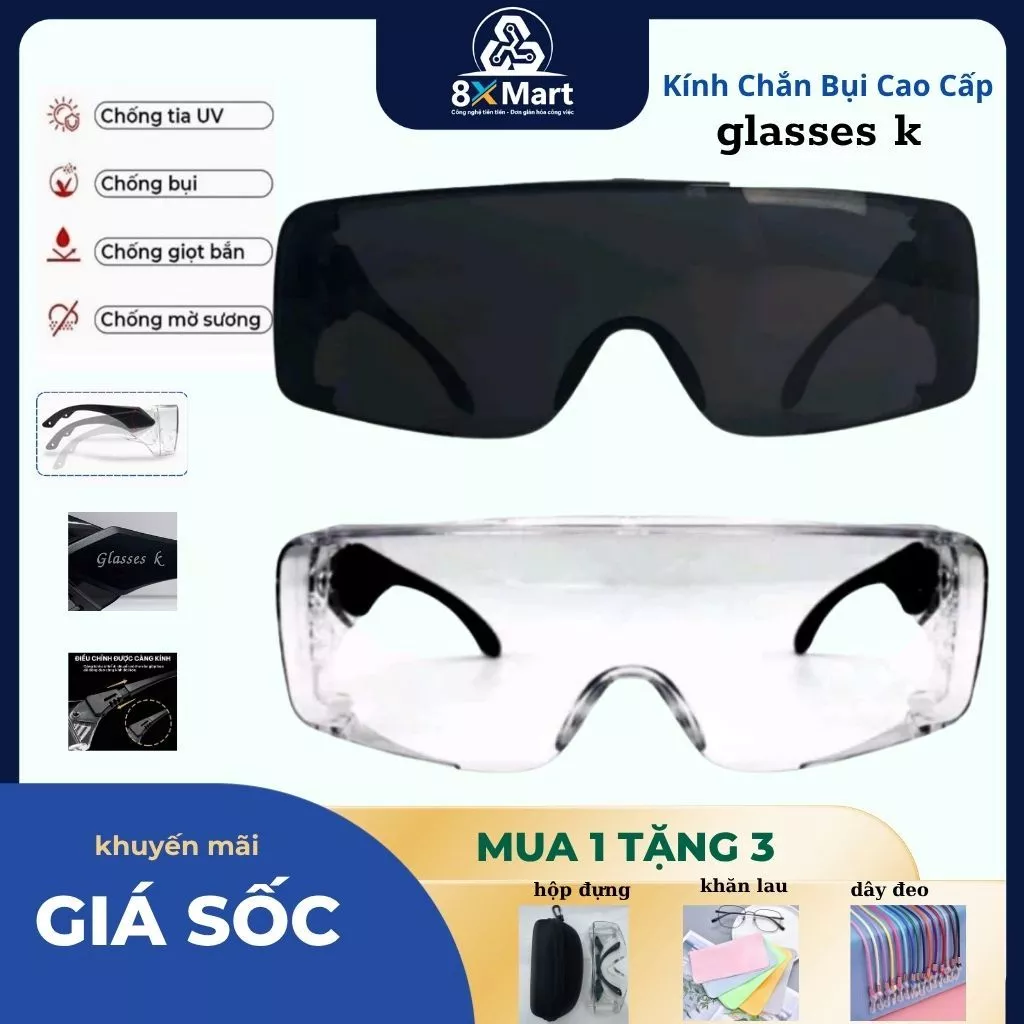 8X Mart
Công nghệ tiên tiến - Đơn giản hóa công việc
Kính Chắn Bụi Cao Cấp
glasses k
Chống tia UV
Chống bụi
Chống giọt bắn
Chống mờ sương
Glasses k
ĐIỀU CHỈNH ĐƯỢC CÀNG KÍNH
khuyến mãi
GIÁ SỐC
MUA 1 TẶNG 3
hộp đựng
khăn lau
dây đeo